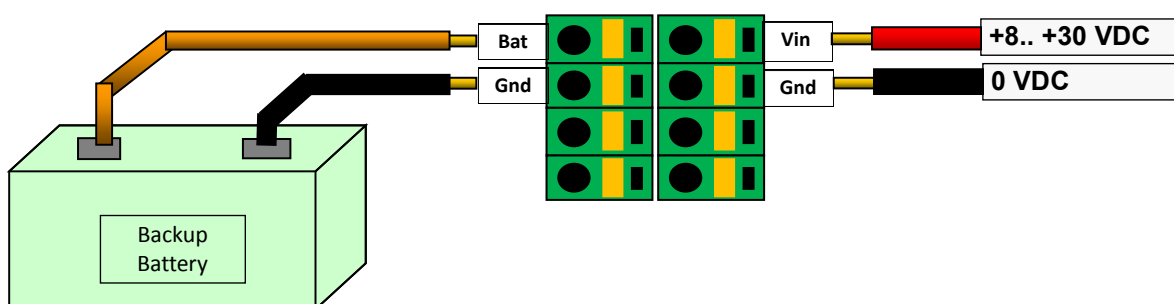 Bat
Vin
+8.. +30 VDC
Gnd
Gnd
0 VDC
Backup
Battery